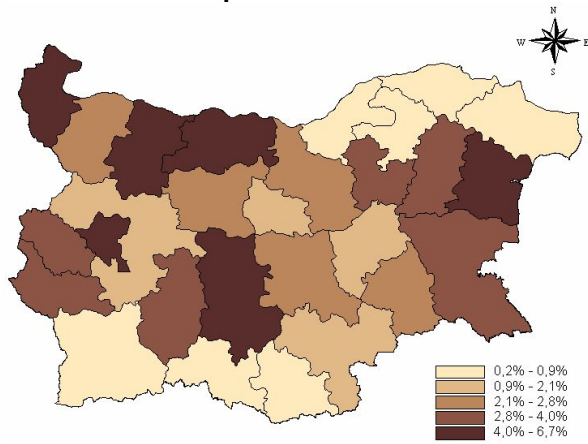 N
W E
S
0,2% - 0,9%
0,9% - 2,1%
2,1% - 2,8%
2,8% - 4,0%
4,0% - 6,7%